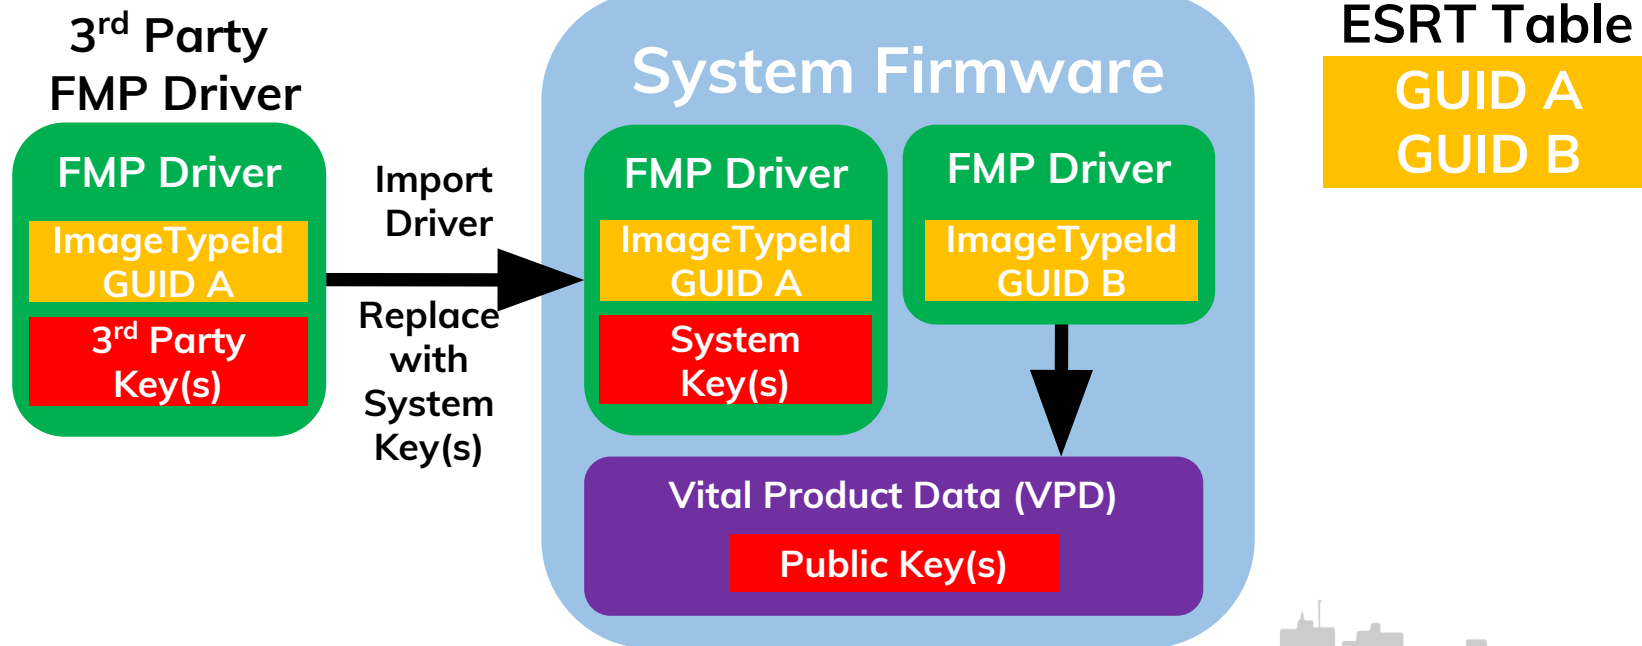 3rd Party
FMP Driver
FMP Driver
ImageTypeId
GUID A
3rd Party
Key(s)
Import
Driver
Replace
with
System
Key(s)
System Firmware
FMP Driver
ImageTypeId
GUID A
System
Key(s)
FMP Driver
ImageTypeId
GUID B
Vital Product Data (VPD)
Public Key(s)
ESRT Table
GUID A
GUID B